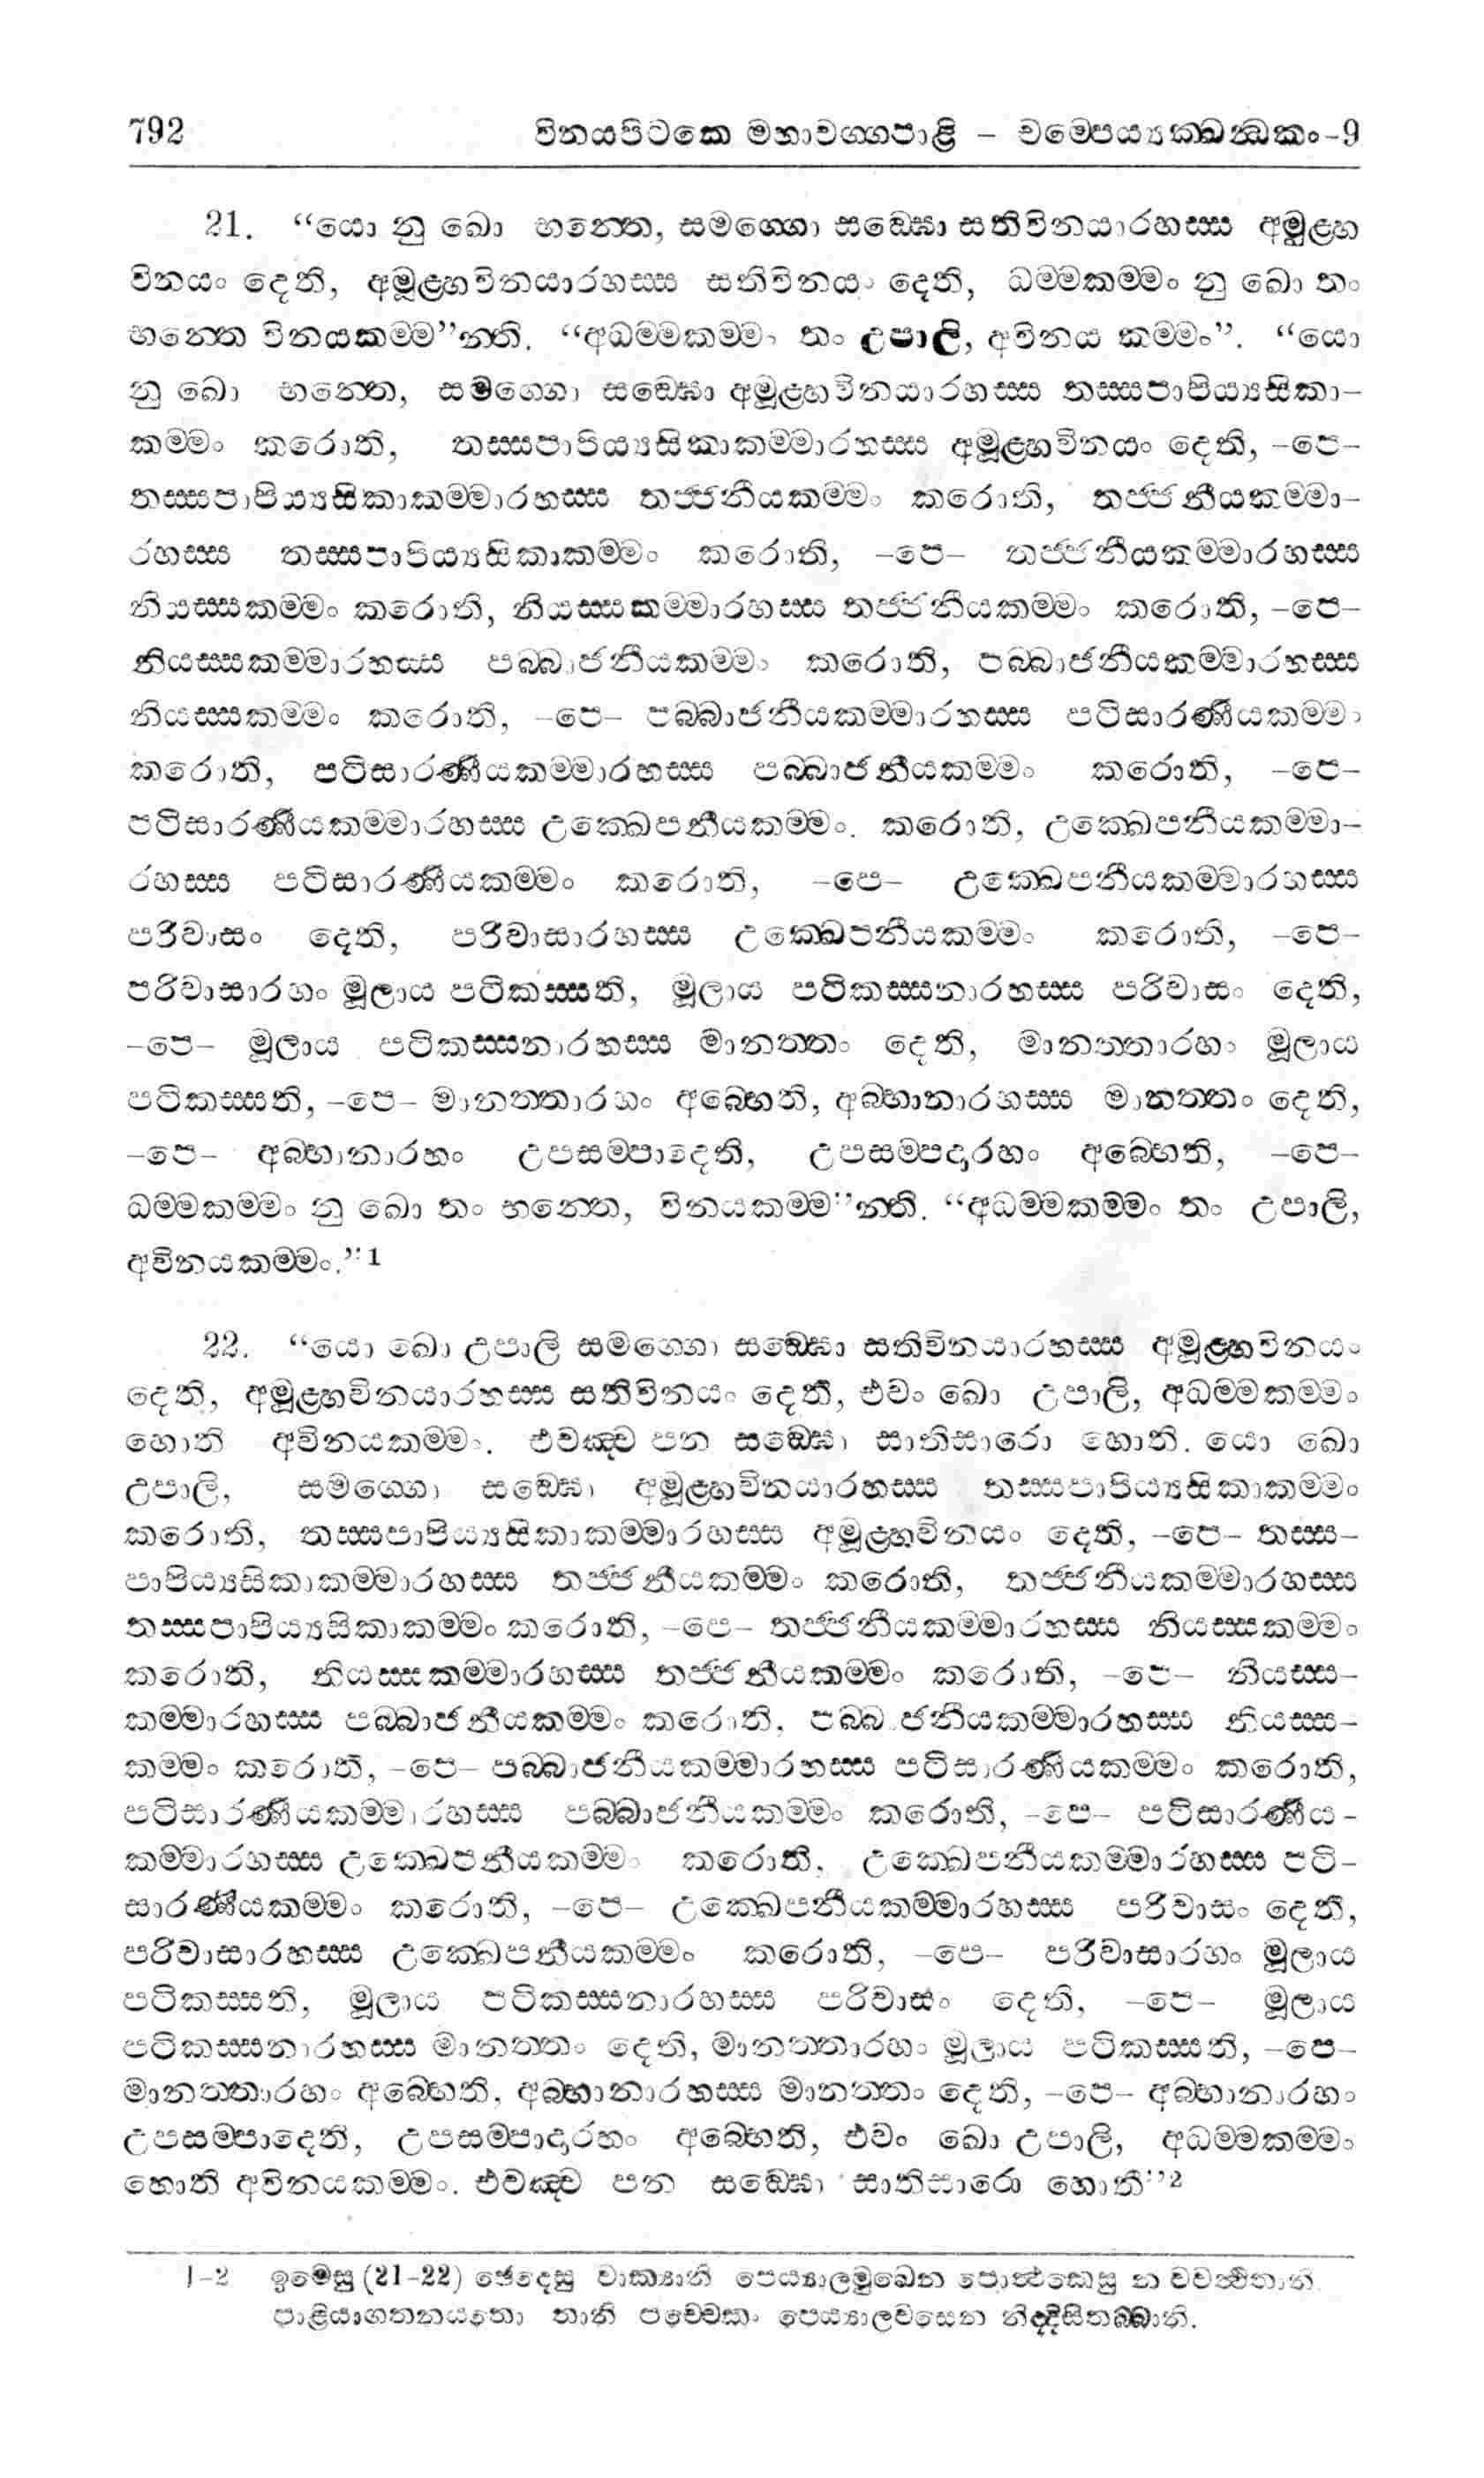 792 විනයපිටකෙ මහාවග්ගපාළි – චම්පෙය්‍යක්ඛන්ධකං-9
21. “යො නු ඛො භන්තෙ, සමග්ගො සඞ්ඝො සතිවිනයාරහස්ස අමූළ්හ
විනයං දෙති, අමූළ්හවිනයාරහස්ස සතිවිනයං දෙති, ධම්මකම්මං නු ඛො තං
භන්තෙ විනයකම්ම”න්ති. “අධම්මකම්මං තං උපාලි, අවිනය කම්මං”. “යො
නු ඛො භන්තෙ, සමග්ගො සඞ්ඝො අමූළ්හවිනයාරහස්ස තස්සපාපිය්‍යසිකා-
කම්මං කරොති, තස්සපාපිය්‍යසිකාකම්මාරහස්ස අමූළ්හවිනයං දෙති, –පෙ–
තස්සපාපිය්‍යසිකාකම්මාරහස්ස තජ්ජනීයකම්මං කරොති, තජ්ජනීයකම්මා-
රහස්ස තස්සපාපිය්‍යසිකාකම්මං කරොති, –පෙ– තජ්ජනීයකම්මාරහස්ස
නියස්සකම්මං කරොති, නියස්සකම්මාරහස්ස තජ්ජනීයකම්මං කරොති, –පෙ–
නියස්සකම්මාරහස්ස පබ්බාජනීයකම්මං කරොති, පබ්බාජනීයකම්මාරහස්ස
නියස්සකම්මං කරොති, –පෙ– පබ්බාජනීයකම්මාරහස්ස පටිසාරණීයකම්මං
කරොති, පටිසාරණීයකම්මාරහස්ස පබ්බාජනීයකම්මං කරොති, –පෙ–
පටිසාරණීයකම්මාරහස්ස උක්ඛෙපනීයකම්මං. කරොති, උක්ඛෙපනීයකම්මා-
රහස්ස පටිසාරණීයකම්මං කරොති, –පෙ– උක්ඛෙපනීයකම්මාරහස්ස
පරිවාසං දෙති, පරිවාසාරහස්ස උක්ඛෙපනීයකම්මං කරොති, –පෙ–
පරිවාසාරහං මූලාය පටිකස්සති, මූලාය පටිකස්සනාරහස්ස පරිවාසං දෙති,
–පෙ– මූලාය පටිකස්සනාරහස්ස මානත්තං දෙති, මානත්තාරහං මූලාය
පටිකස්සති, –පෙ– මානත්තාරහං අබ්භෙති, අබ්භානාරහස්ස මානත්තං දෙති,
–පෙ– අබ්භානාරහං උපසම්පාදෙති, උපසම්පදාරහං අබ්භෙති, –පෙ–
ධම්මකම්මං නු ඛො තං භන්තෙ, විනයකම්ම”න්ති. “අධම්මකම්මං තං උපාලි,
අවිනයකම්මං.”1
22. “යො ඛො උපාලි සමග්ගො සඞ්ඝො සතිවිනයාරහස්ස අමූළ්හවිනයං
දෙති, අමූළ්හවිනයාරහස්ස සතිවිනයං දෙති, එවං ඛො උපාලි, අධම්මකම්මං
හොති අවිනයකම්මං. එවඤ්ච පන සඞ්ඝො සාතිසාරො හොති. යො ඛො
උපාලි, සමග්ගො සඞ්ඝො අමූළ්හවිනයාරහස්ස තස්සපාපිය්‍යසිකාකම්මං
කරොති, තස්සපාපිය්‍යසිකාකම්මාරහස්ස අමූළ්හවිනයං දෙති, –පෙ– තස්ස-
පාපිය්‍යසිකාකම්මාරහස්ස තජ්ජනීයකම්මං කරොති, තජ්ජනීයකම්මාරහස්ස
තස්සපාපිය්‍යසිකාකම්මං කරොති, –පෙ– තජ්ජනීයකම්මාරහස්ස නියස්සකම්මං
කරොති, නියස්සකම්මාරහස්ස තජ්ජනීයකම්මං කරොති, –පෙ– නියස්ස-
කම්මාරහස්ස පබ්බාජනීයකම්මං කරොති, පබ්බාජනීයකම්මාරහස්ස නියස්ස-
කම්මං කරොති, –පෙ– පබ්බාජනීයකම්මාරහස්ස පටිසාරණීයකම්මං කරොති,
පටිසාරණීයකම්මාරහස්ස පබ්බාජනීයකම්මං කරොති, –පෙ– පටිසාරණීය-
කම්මාරහස්ස උක්ඛෙපනීයකම්මං කරොති, උක්ඛෙපනීයකම්මාරහස්ස පටි-
සාරණීයකම්මං කරොති, –පෙ– උක්ඛෙපනීයකම්මාරහස්ස පරිවාසං දෙති,
පරිවාසාරහස්ස උක්ඛෙපනීයකම්මං කරොති, –පෙ– පරිවාසාරහං මූලාය
පටිකස්සති, මූලාය පටිකස්සනාරහස්ස පරිවාසං දෙති, –පෙ– මූලාය
පටිකස්සනාරහස්ස මානත්තං දෙති, මානත්තාරහං මූලාය පටිකස්සති, –පෙ–
මානත්තාරහං අබ්භෙති, අබ්භානාරහස්ස මානත්තං දෙති, –පෙ– අබ්භානාරහං
උපසම්පාදෙති, උපසම්පාදාරහං අබ්භෙති, එවං ඛො උපාලි, අධම්මකම්මං
හොති අවිනයකම්මං. එවඤ්ච පන සඞ්ඝො සාතිසාරො හොතී”2
1–2 ඉමෙසු (21-22) ඡෙදෙසු වාක්‍යානි පෙය්‍යාලමුඛෙන පොත්‍ථකෙසු න වවත්‍ථිතානි
පාළියාගතනයතො තානි පච්චෙකං පෙය්‍යාලවසෙන නිද්දිසිතබ්බානි.